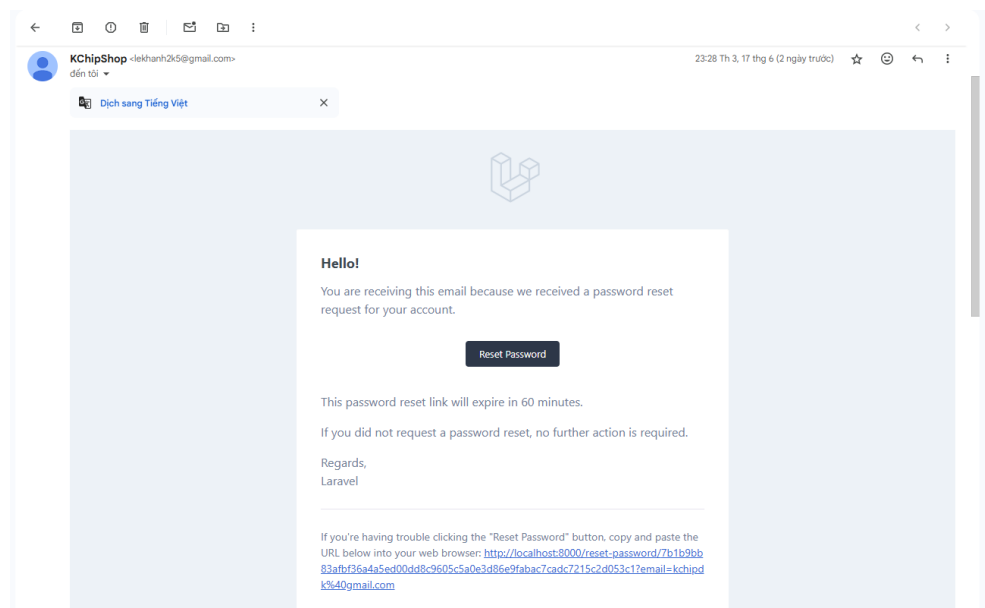 KChipShop <lekhanh2k5@gmail.com>
23:28 Th 3, 17 thg 6 (2 ngày trước)
đến tôi
Dịch sang Tiếng Việt
Hello!
You are receiving this email because we received a password reset
request for your account.
Reset Password
This password reset link will expire in 60 minutes.
If you did not request a password reset, no further action is required.
Regards,
Laravel
If you're having trouble clicking the "Reset Password" button, copy and paste the
URL below into your web browser: http://localhost:8000/reset-password/7b1b9bb
83afbf36a4a5ed00dd8c9605c5a0e3d86e9fabac7cadc7215c2d053c1?email=kchipd
k%40gmail.com